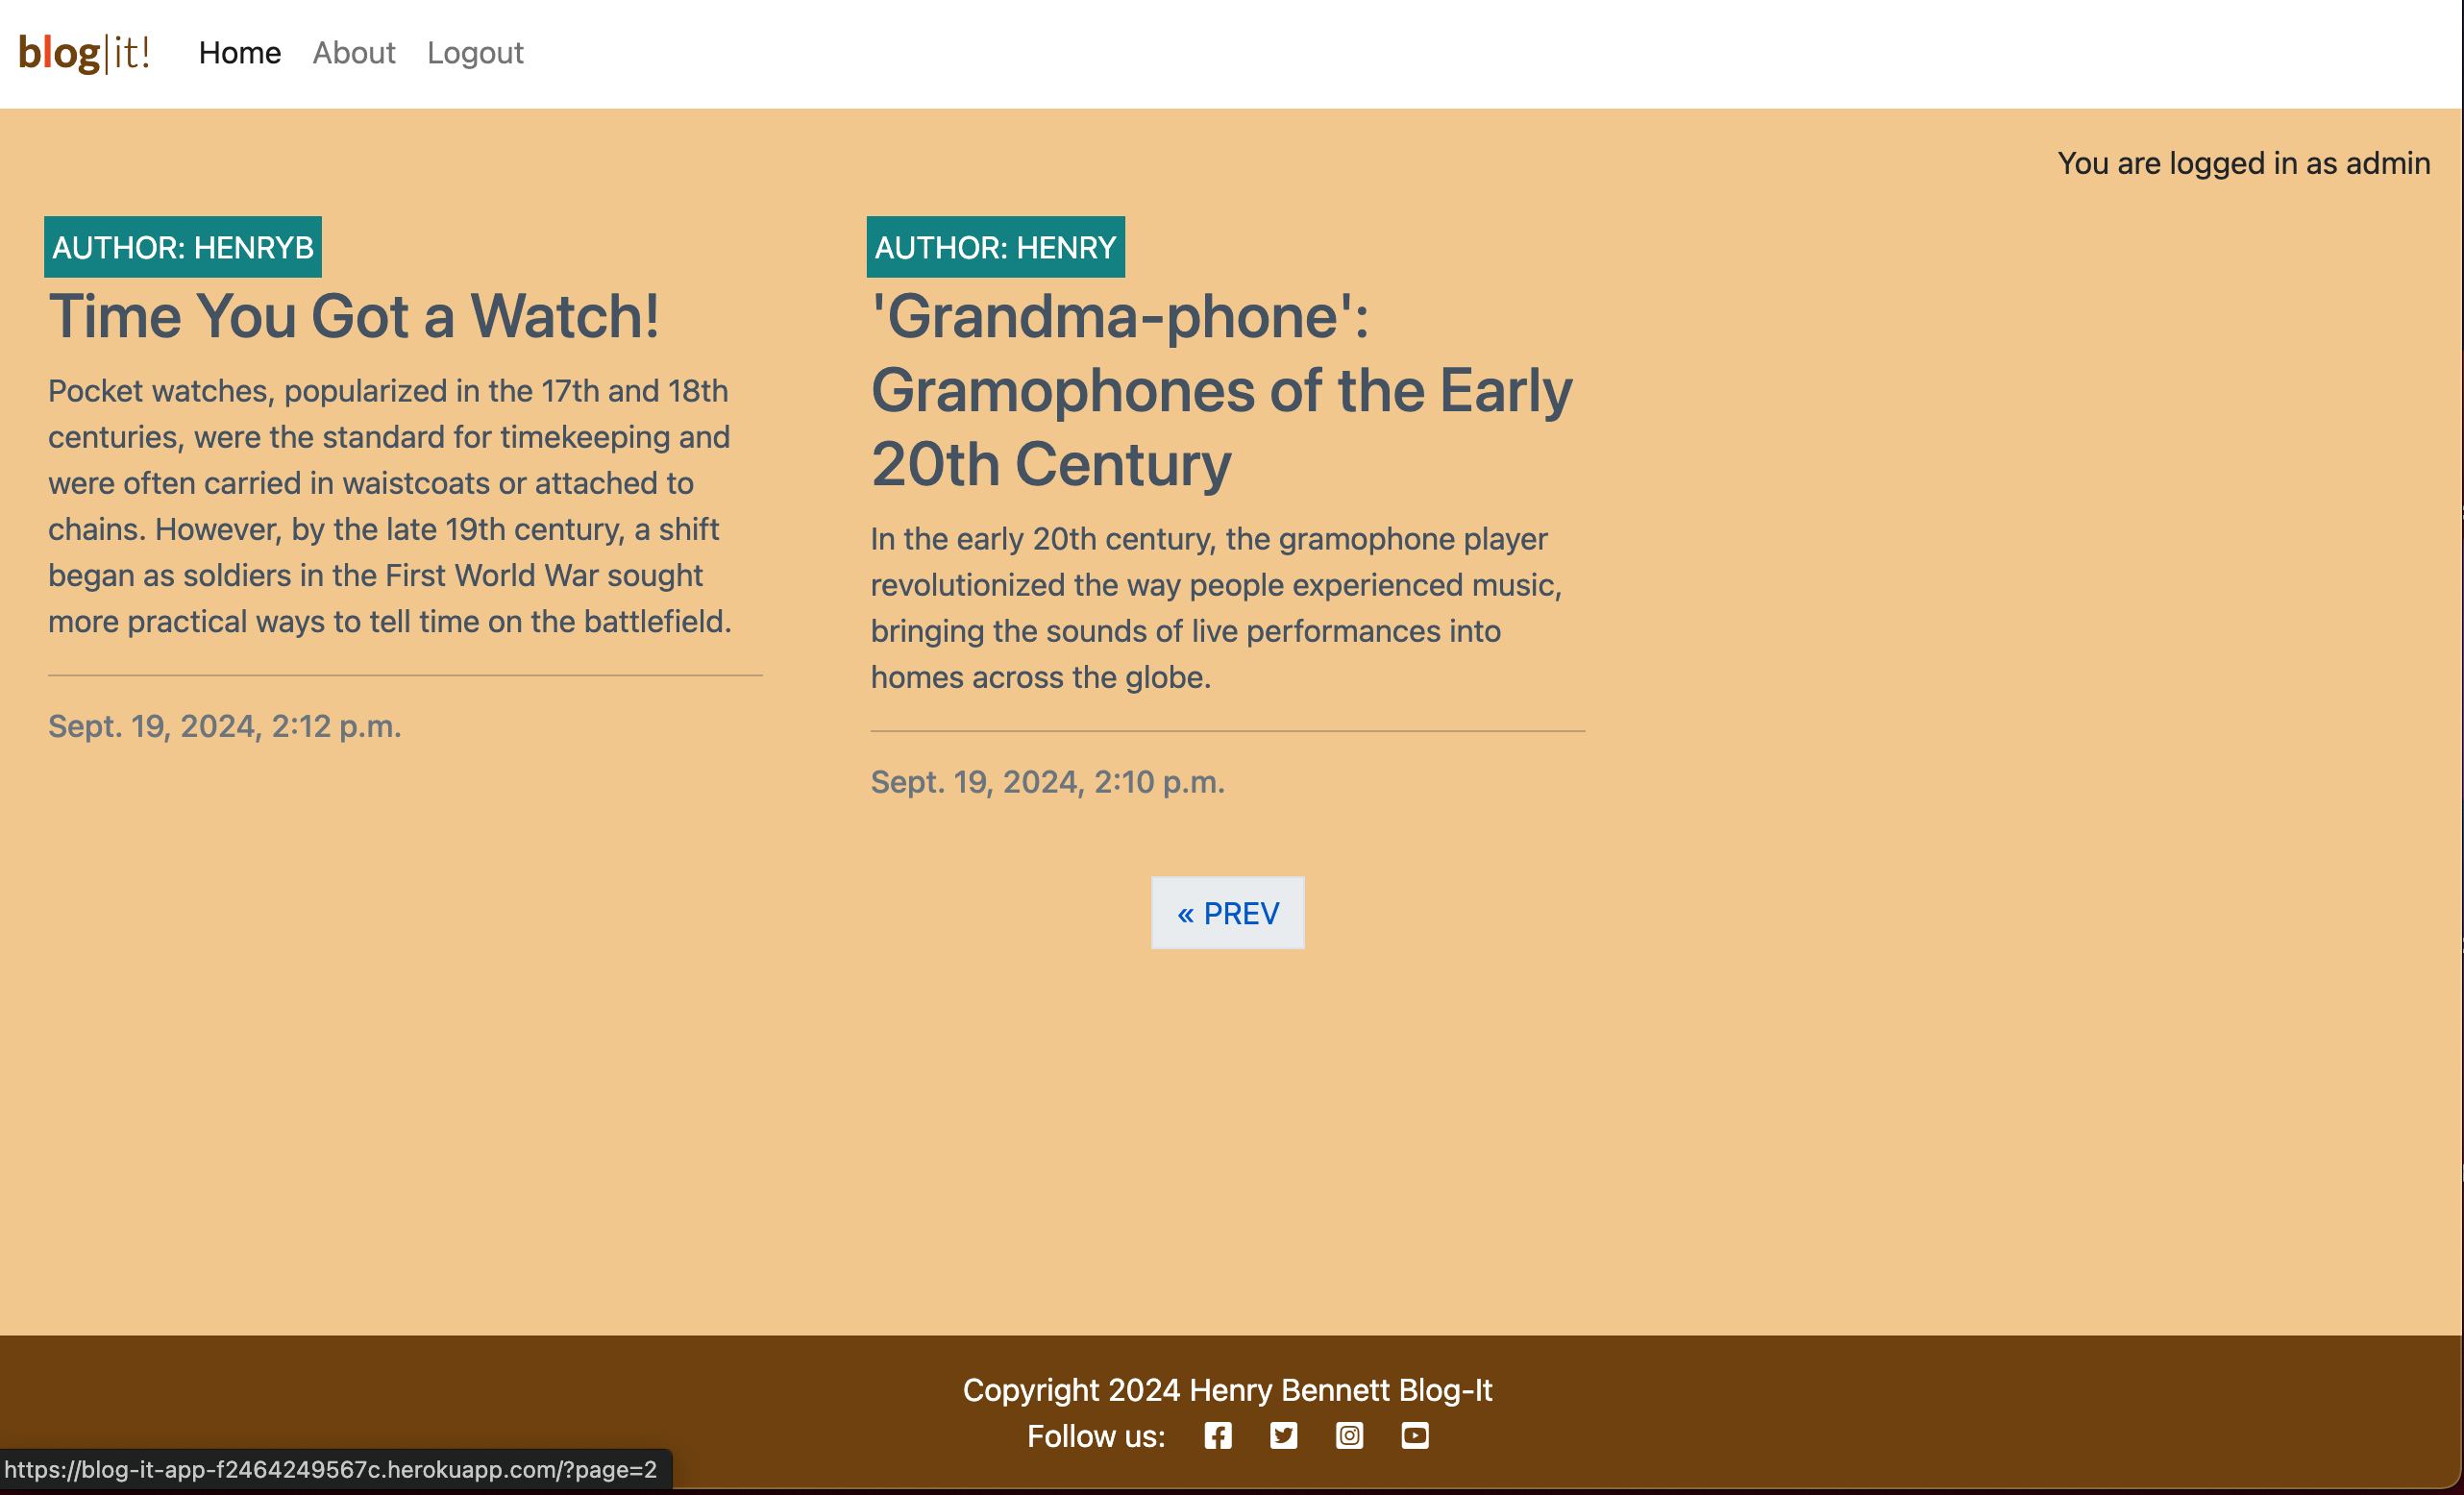 blog|it! Home About Logout
You are logged in as admin
AUTHOR: HENRYB
Time You Got a Watch!
Pocket watches, popularized in the 17th and 18th
centuries, were the standard for timekeeping and
were often carried in waistcoats or attached to
chains. However, by the late 19th century, a shift
began as soldiers in the First World War sought
more practical ways to tell time on the battlefield.
Sept. 19, 2024, 2:12 p.m.
AUTHOR: HENRY
'Grandma-phone':
Gramophones of the Early
20th Century
In the early 20th century, the gramophone player
revolutionized the way people experienced music,
bringing the sounds of live performances into
homes across the globe.
Sept. 19, 2024, 2:10 p.m.
« PREV
Copyright 2024 Henry Bennett Blog-It
Follow us:
https://blog-it-app-f2464249567c.herokuapp.com/?page=2